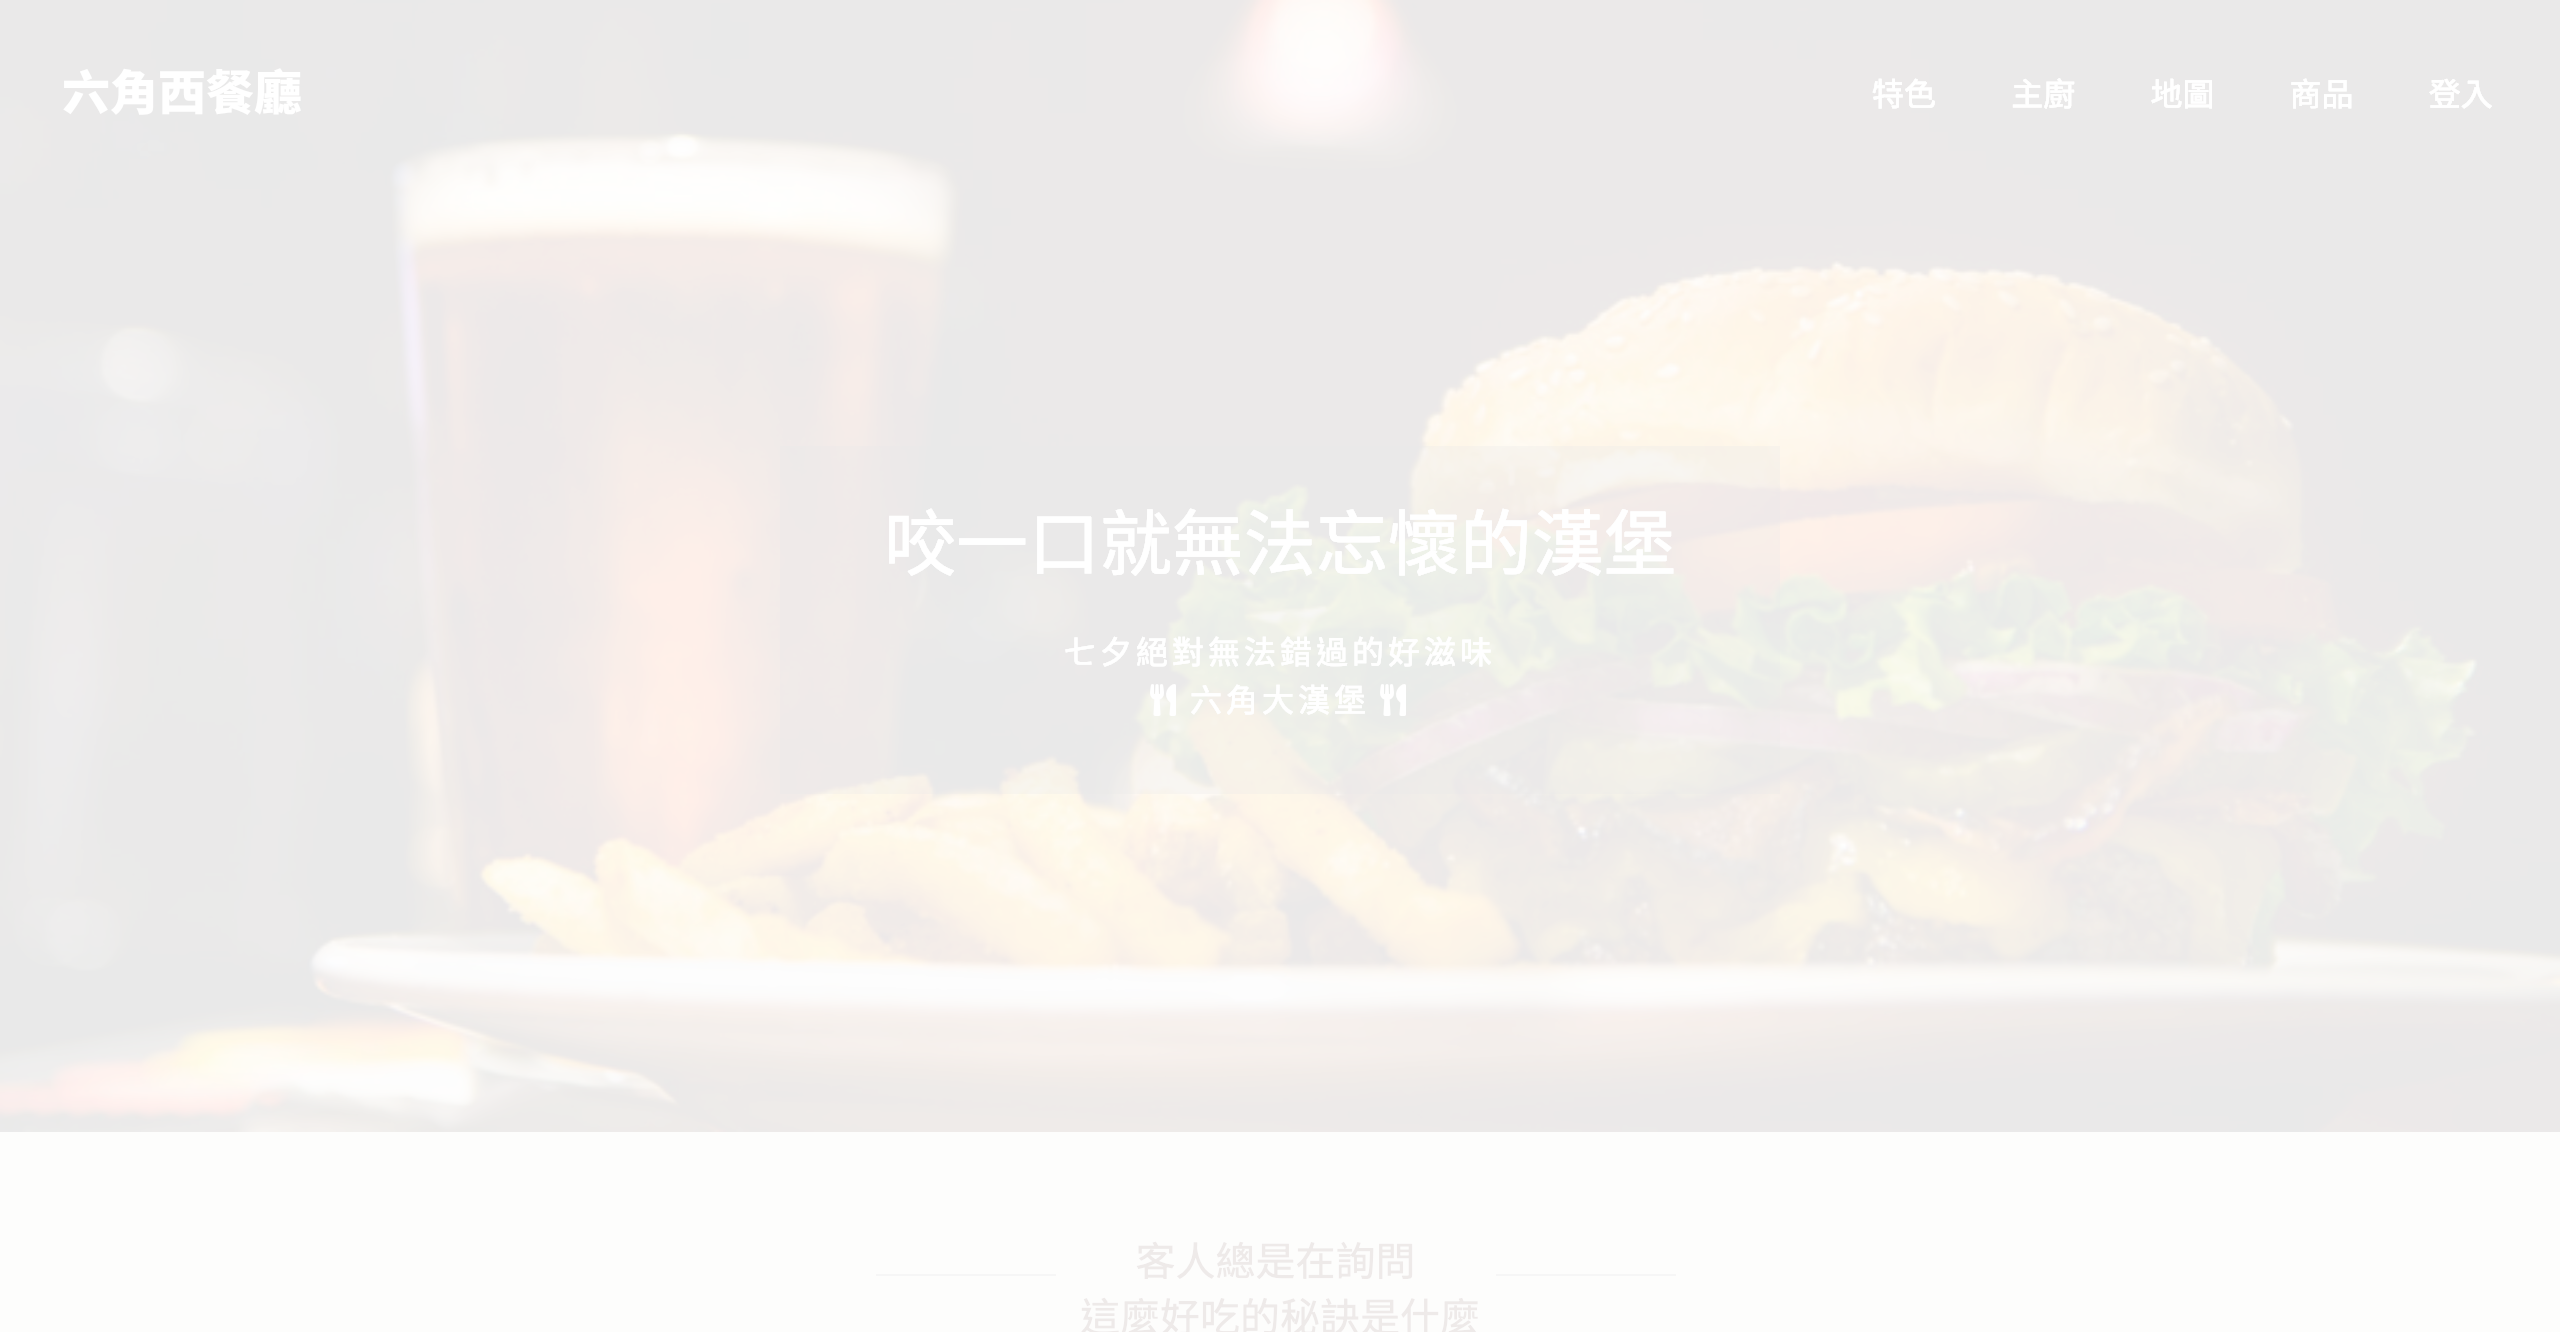 六角西餐廳
特色 主廚 地圖 商品 登入
咬一口就無法忘懷的漢堡
七夕絕對無法錯過的好滋味
六角大漢堡
客人總是在詢問
這麼好吃的秘訣是什麼